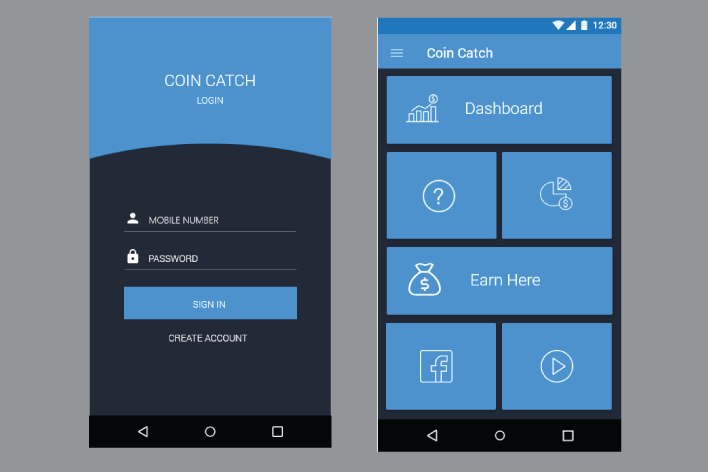 COIN CATCH
LOGIN
MOBILE NUMBER
PASSWORD
SIGN IN
CREATE ACCOUNT
12:30
Coin Catch
Dashboard
?
$
Earn Here
$